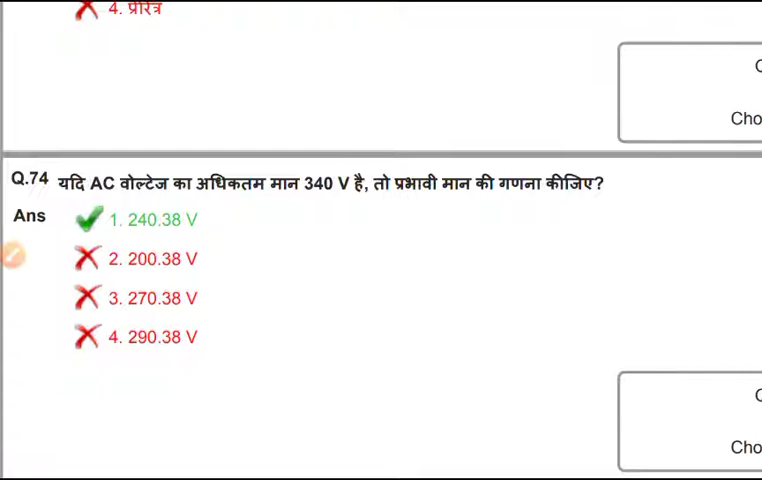 4. प्रेरित्र
Cho
Q.74 यदि AC वोल्टेज का अधिकतम मान 340 V है, तो प्रभावी मान की गणना कीजिए?
Ans 1. 240.38 V
2. 200.38 V
3. 270.38 V
4. 290.38 V
Cho